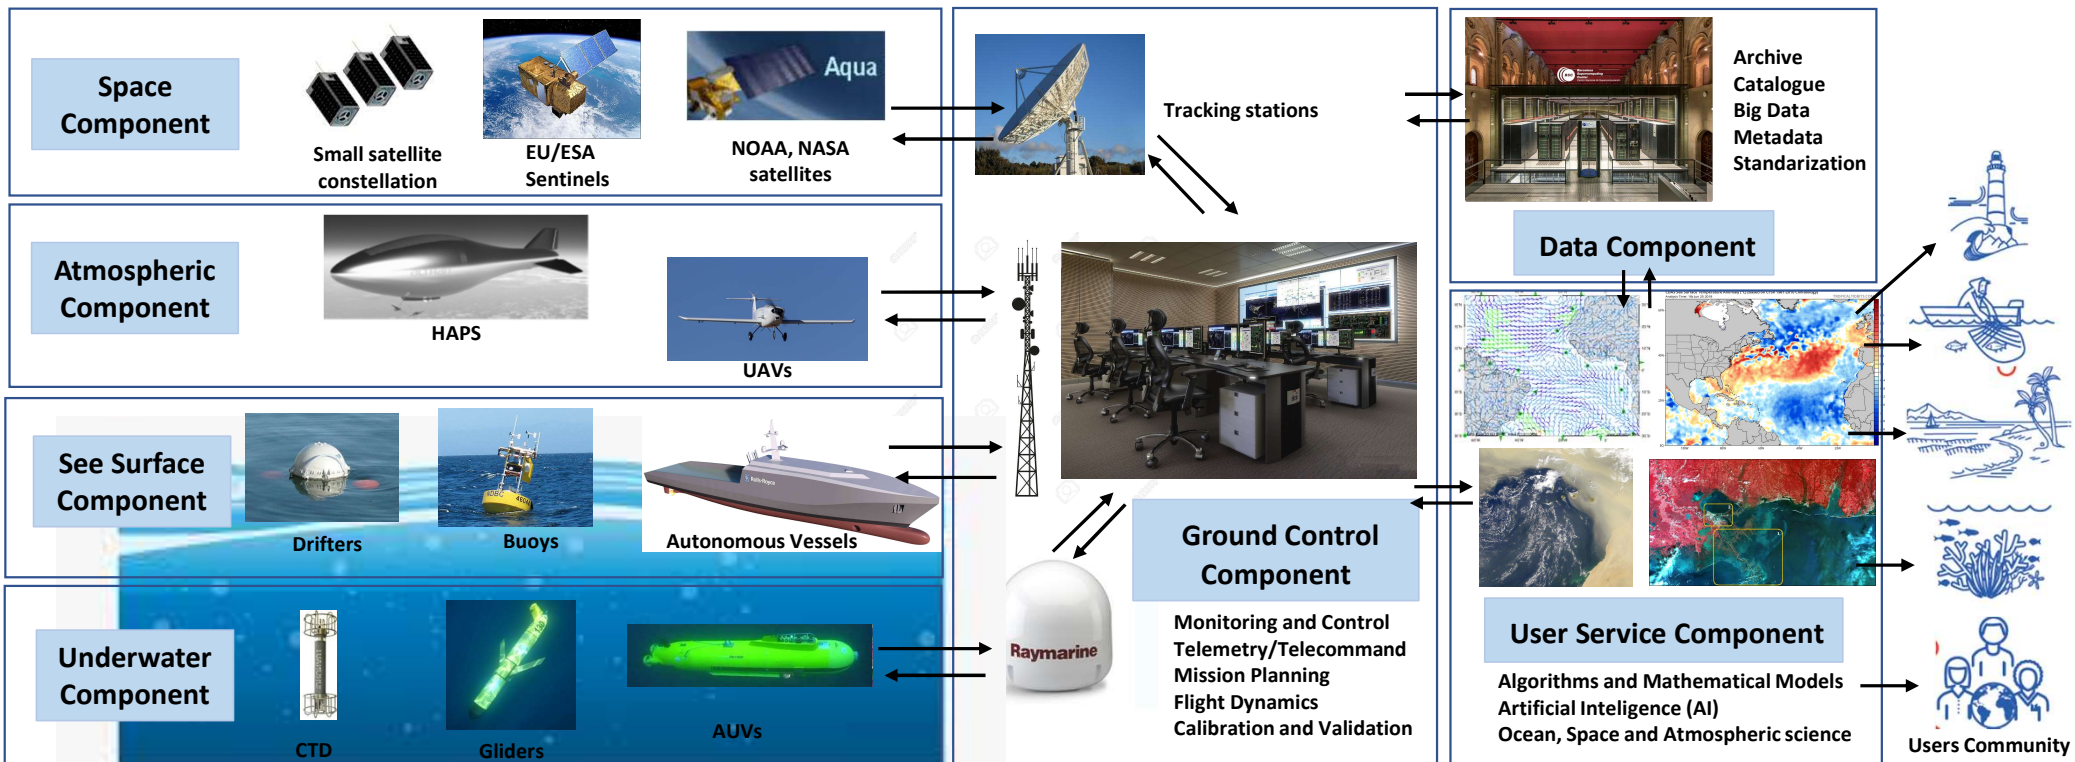 Space
Component
Small satellite
constellation
EU/ESA
Sentinels
Aqua
NOAA, NASA
satellites
Atmospheric
Component
HAPS
UAVs
See Surface
Component
Drifters
Buoys
Rolls-Royce
Autonomous Vessels
Underwater
Component
CTD
Gliders
AUVs
Tracking stations
Raymarine
Ground Control
Component
Monitoring and Control
Telemetry/Telecommand
Mission Planning
Flight Dynamics
Calibration and Validation
Archive
Catalogue
Big Data
Metadata
Standarization
Data Component
User Service Component
Algorithms and Mathematical Models
Artificial Inteligence (AI)
Ocean, Space and Atmospheric science
Users Community